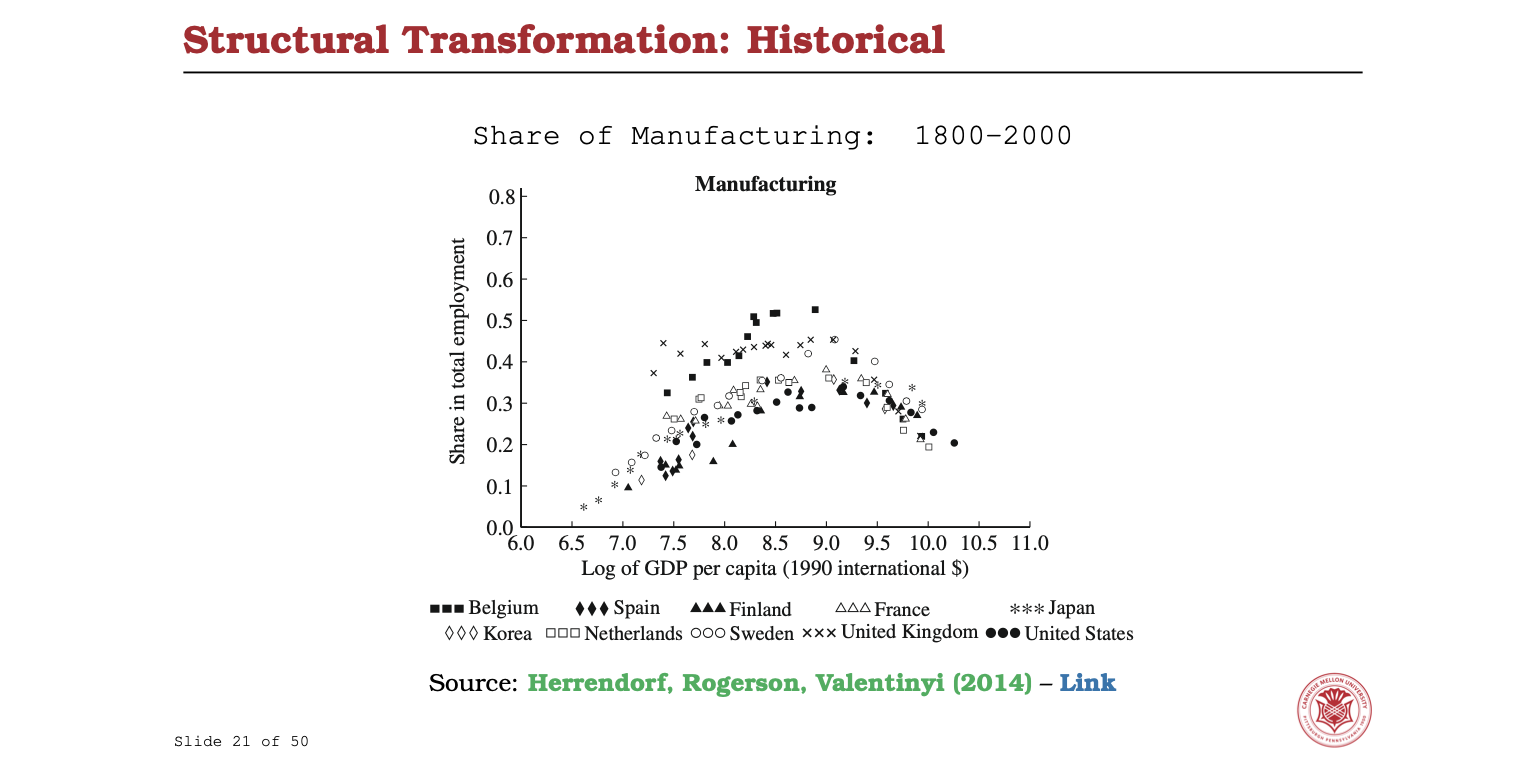 Structural Transformation: Historical
Share of Manufacturing: 1800–2000
Manufacturing
Share in total employment
0.8
0.7
0.6
0.5
0.4
0.3
0.2
0.1
0.0
6.0 6.5 7.0 7.5 8.0 8.5 9.0 9.5 10.0 10.5 11.0
Log of GDP per capita (1990 international $)
Belgium Spain Finland France Japan
Korea Netherlands Sweden United Kingdom United States
Source: Herrendorf, Rogerson, Valentinyi (2014) – Link
CARNEGIE MELLON UNIVERSITY
PITTSBURGH PENNSYLVANIA 1900
Slide 21 of 50